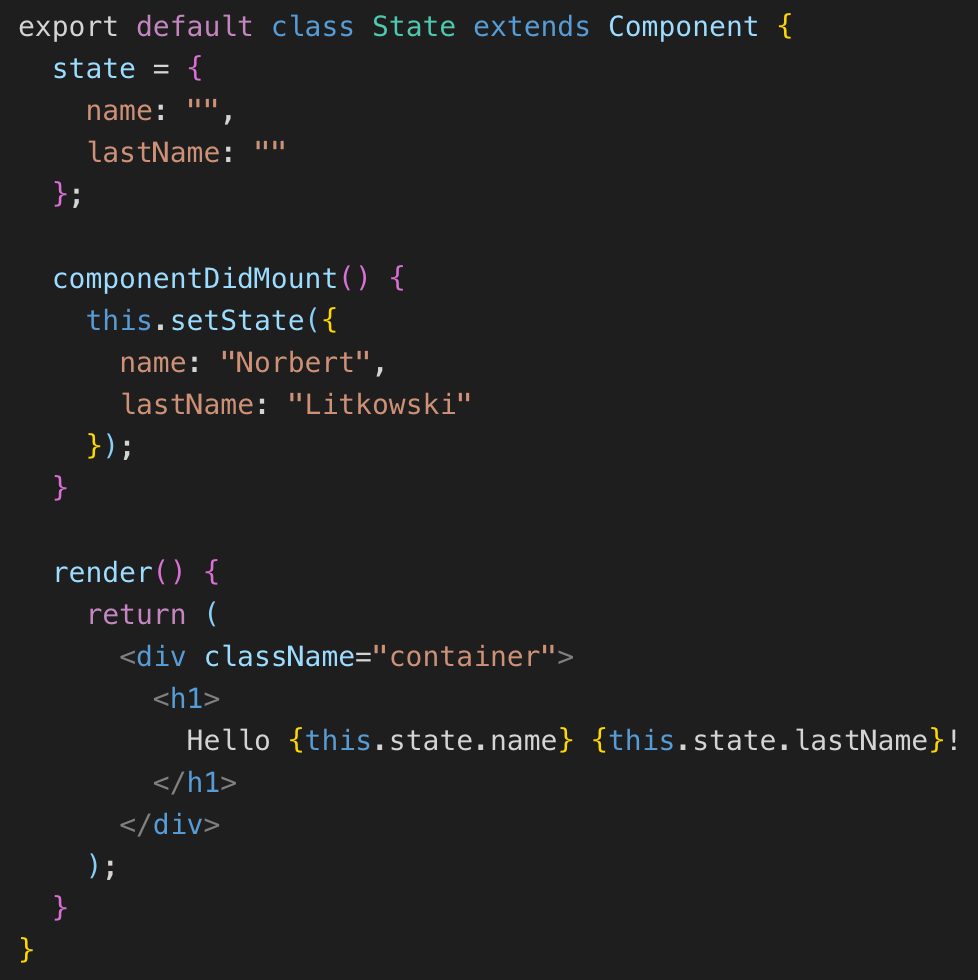 export default class State extends Component {
  state = {
    name: "",
    lastName: ""
  };

  componentDidMount() {
    this.setState({
      name: "Norbert",
      lastName: "Litkowski"
    });
  }

  render() {
    return (
      <div className="container">
        <h1>
          Hello {this.state.name} {this.state.lastName}!
        </h1>
      </div>
    );
  }
}